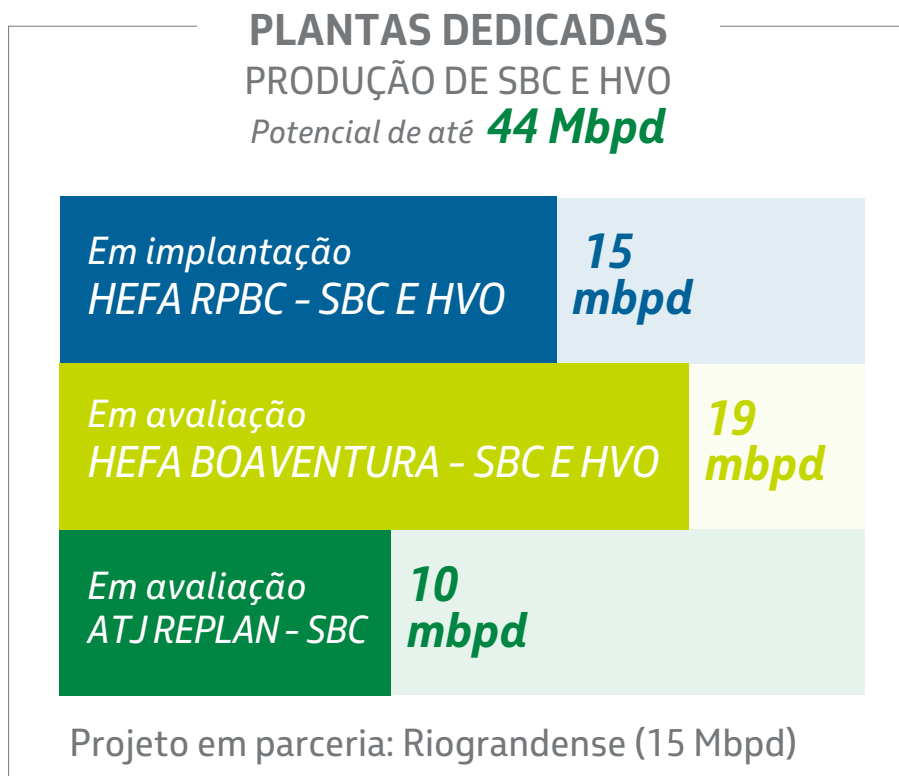 PLANTAS DEDICADAS
PRODUÇÃO DE SBC E HVO
Potencial de até 44 Mbpd
Em implantação
HEFA RPBC - SBC E HVO
15
mbpd
Em avaliação
HEFA BOAVENTURA - SBC E HVO
19
mbpd
Em avaliação
ATJ REPLAN - SBC
10
mbpd
Projeto em parceria: Riograndense (15 Mbpd)